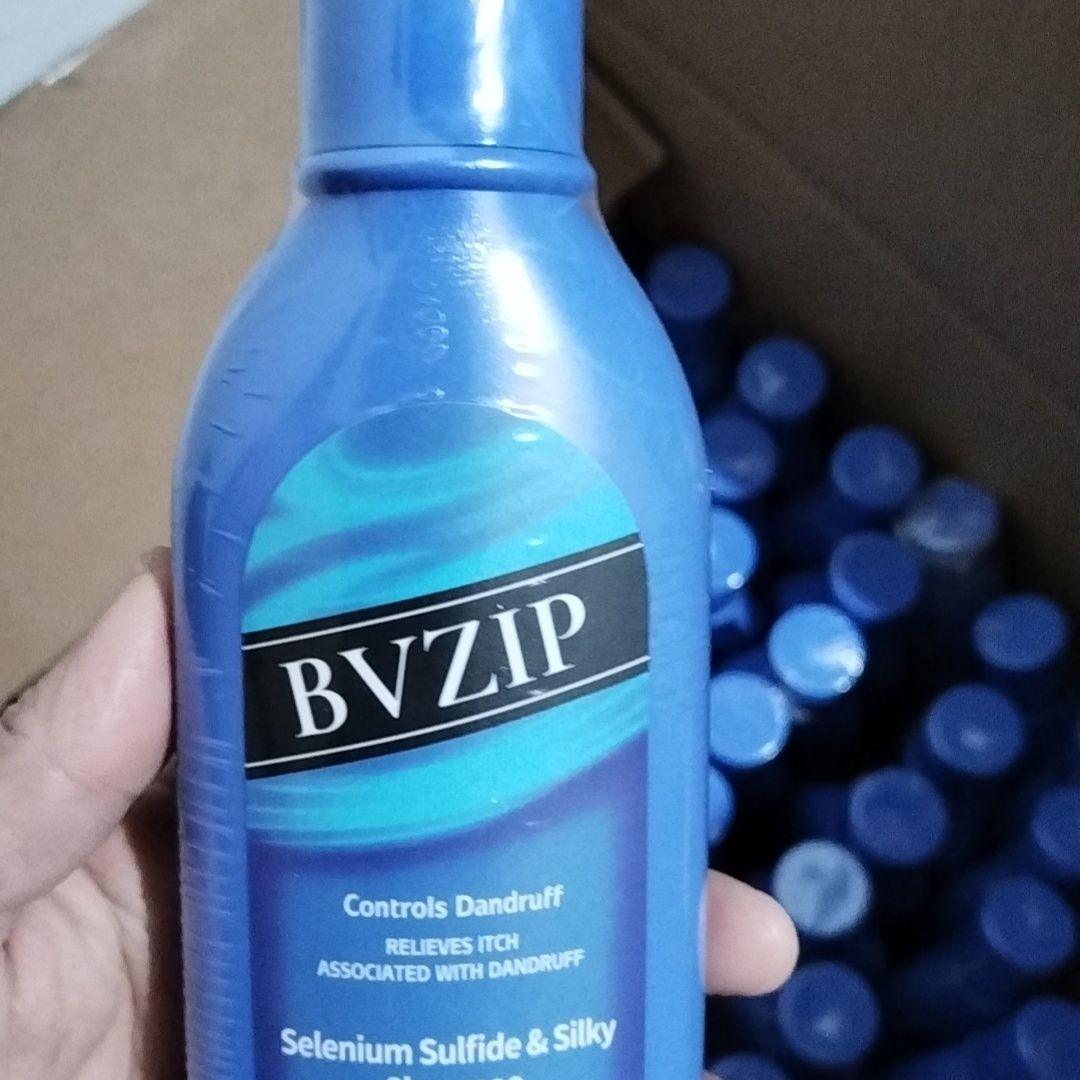 BVZIP
Controls Dandruff
RELIEVES ITCH
ASSOCIATED WITH DANDRUFF
Selenium Sulfide & Silky